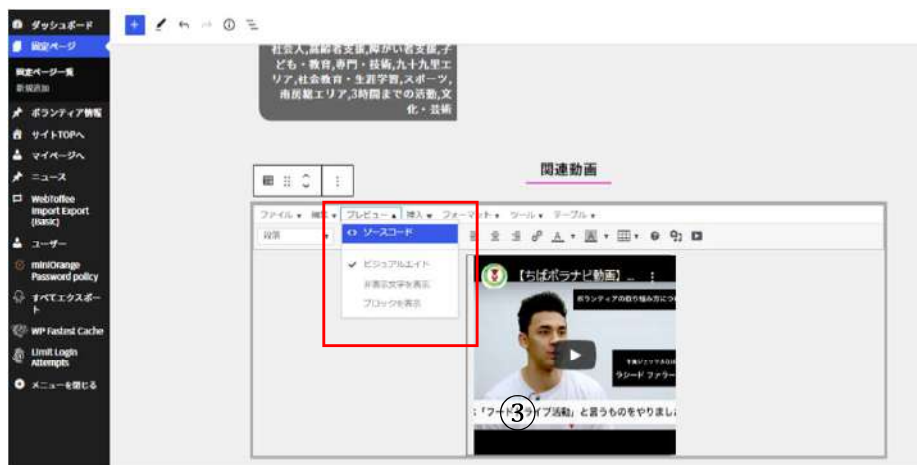 ダッシュボード
固定ページ
固定ページ一覧
新規追加
ボランティア情報
サイトTOPへ
マイページへ
ニュース
WebToffee Import Export (Basic)
ユーザー
miniOrange Password policy
すべてエクスポート
WP Fastest Cache
Limit Login Attempts
メニューを閉じる
社会人,高齢者支援,障がい者支援,子
ども・教育,専門・技術,九十九里エ
リア,社会教育・生涯学習,スポーツ,
南房総エリア,3時間までの活動,文
化・芸術
関連動画
ファイル 編集 プレビュー 挿入 フォーマット ツール テーブル
段落
ソースコード
ビジュアルエイド
非表示文字を表示
ブロックを表示
【ちばボラナビ動画】...
ボランティアの取り組み方につ
ラシード ファラー
「フードドライブ活動」と言うものをやりまし
③